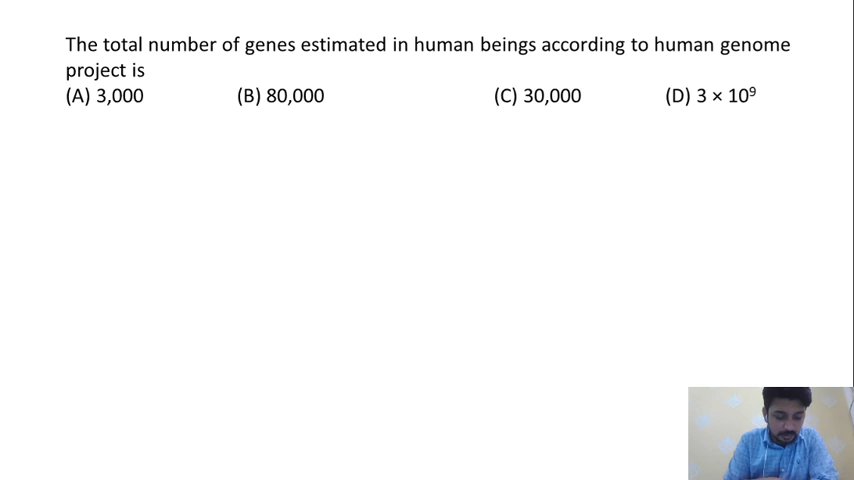 The total number of genes estimated in human beings according to human genome
project is
(A) 3,000 (B) 80,000 (C) 30,000 (D) 3 × 10⁹